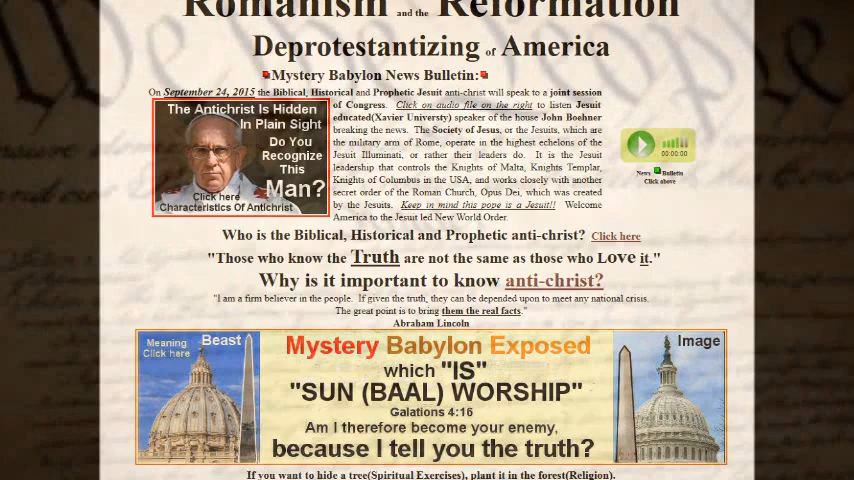 Romanism and the Reformation
Deprotestantizing of America
Mystery Babylon News Bulletin:
On September 24, 2015 the Biblical, Historical and Prophetic Jesuit anti-christ will speak to a joint session
of Congress. Click on audio file on the right to listen Jesuit
educated(Xavier Universty) speaker of the house John Boehner
breaking the news. The Society of Jesus, or the Jesuits, which are
the military arm of Rome, operate in the highest echelons of the
Jesuit Illuminati, or rather their leaders do. It is the Jesuit
leadership that controls the Knights of Malta, Knights Templar,
Knights of Columbus in the USA, and works closely with another
secret order of the Roman Church, Opus Dei, which was created
by the Jesuits. Keep in mind this pope is a Jesuit!! Welcome
America to the Jesuit led New World Order.
The Antichrist Is Hidden
In Plain Sight
Do You
Recognize
This
Man?
Click here
Characteristics Of Antichrist
00:00:00
News Bulletin
Click above
Who is the Biblical, Historical and Prophetic anti-christ? Click here
"Those who know the Truth are not the same as those who Love it."
Why is it important to know anti-christ?
"I am a firm believer in the people. If given the truth, they can be depended upon to meet any national crisis.
The great point is to bring them the real facts."
Abraham Lincoln
Meaning
Click here
Beast
Mystery Babylon Exposed
which "IS"
"SUN (BAAL) WORSHIP"
Galations 4:16
Am I therefore become your enemy,
because I tell you the truth?
Image
If you want to hide a tree(Spiritual Exercises), plant it in the forest(Religion).